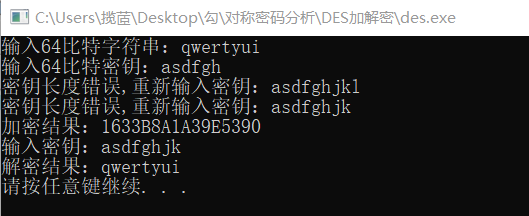 C:\Users\揽蓝\Desktop\勾\对称密码分析\DES加解密\des.exe
输入64比特字符串：qwertyui
输入64比特密钥：asdfgh
密钥长度错误,重新输入密钥：asdfghjkl
密钥长度错误,重新输入密钥：asdfghjk
加密结果：1633B8A1A39E5390
输入密钥：asdfghjk
解密结果：qwertyui
请按任意键继续. . .